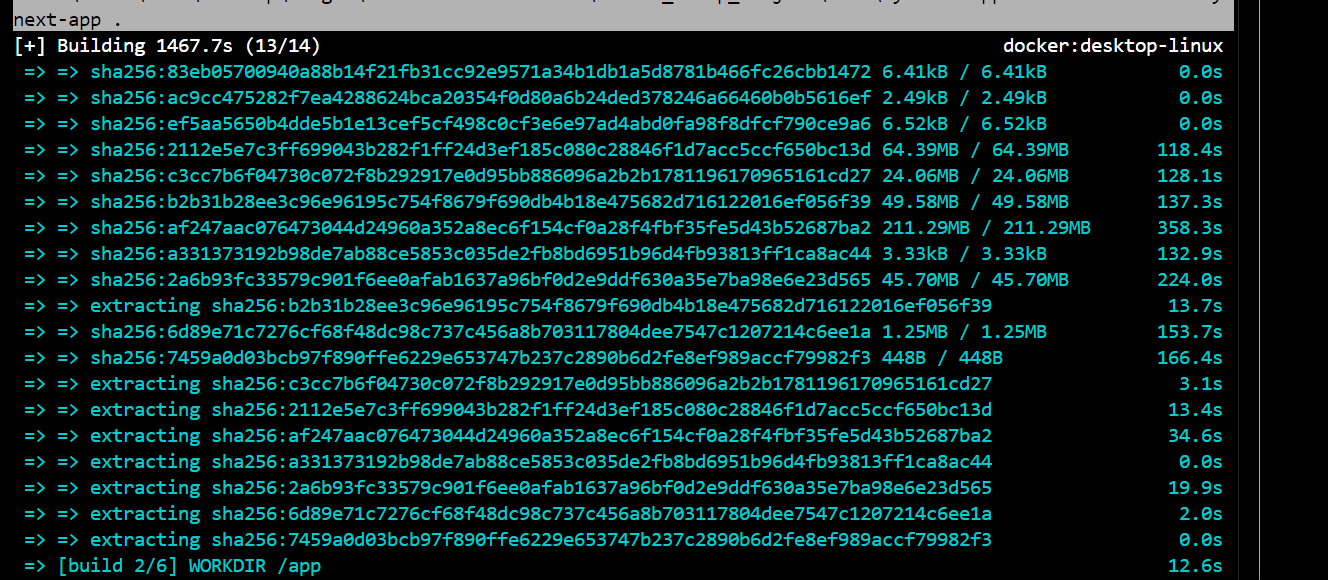 next-app .
[+] Building 1467.7s (13/14) docker:desktop-linux
=> => sha256:83eb05700940a88b14f21fb31cc92e9571a34b1db1a5d8781b466fc26cbb1472 6.41kB / 6.41kB 0.0s
=> => sha256:ac9cc475282f7ea4288624bca20354f0d80a6b24ded378246a66460b0b5616ef 2.49kB / 2.49kB 0.0s
=> => sha256:ef5aa5650b4dde5b1e13cef5cf498c0cf3e6e97ad4abd0fa98f8dfcf790ce9a6 6.52kB / 6.52kB 0.0s
=> => sha256:2112e5e7c3ff699043b282f1ff24d3ef185c080c28846f1d7acc5ccf650bc13d 64.39MB / 64.39MB 118.4s
=> => sha256:c3cc7b6f04730c072f8b292917e0d95bb886096a2b2b1781196170965161cd27 24.06MB / 24.06MB 128.1s
=> => sha256:b2b31b28ee3c96e96195c754f8679f690db4b18e475682d716122016ef056f39 49.58MB / 49.58MB 137.3s
=> => sha256:af247aac076473044d24960a352a8ec6f154cf0a28f4fbf35fe5d43b52687ba2 211.29MB / 211.29MB 358.3s
=> => sha256:a331373192b98de7ab88ce5853c035de2fb8bd6951b96d4fb93813ff1ca8ac44 3.33kB / 3.33kB 132.9s
=> => sha256:2a6b93fc33579c901f6ee0afab1637a96bf0d2e9ddf630a35e7ba98e6e23d565 45.70MB / 45.70MB 224.0s
=> => extracting sha256:b2b31b28ee3c96e96195c754f8679f690db4b18e475682d716122016ef056f39 13.7s
=> => sha256:6d89e71c7276cf68f48dc98c737c456a8b703117804dee7547c1207214c6ee1a 1.25MB / 1.25MB 153.7s
=> => sha256:7459a0d03bcb97f890ffe6229e653747b237c2890b6d2fe8ef989accf79982f3 448B / 448B 166.4s
=> => extracting sha256:c3cc7b6f04730c072f8b292917e0d95bb886096a2b2b1781196170965161cd27 3.1s
=> => extracting sha256:2112e5e7c3ff699043b282f1ff24d3ef185c080c28846f1d7acc5ccf650bc13d 13.4s
=> => extracting sha256:af247aac076473044d24960a352a8ec6f154cf0a28f4fbf35fe5d43b52687ba2 34.6s
=> => extracting sha256:a331373192b98de7ab88ce5853c035de2fb8bd6951b96d4fb93813ff1ca8ac44 0.0s
=> => extracting sha256:2a6b93fc33579c901f6ee0afab1637a96bf0d2e9ddf630a35e7ba98e6e23d565 19.9s
=> => extracting sha256:6d89e71c7276cf68f48dc98c737c456a8b703117804dee7547c1207214c6ee1a 2.0s
=> => extracting sha256:7459a0d03bcb97f890ffe6229e653747b237c2890b6d2fe8ef989accf79982f3 0.0s
=> [build 2/6] WORKDIR /app 12.6s